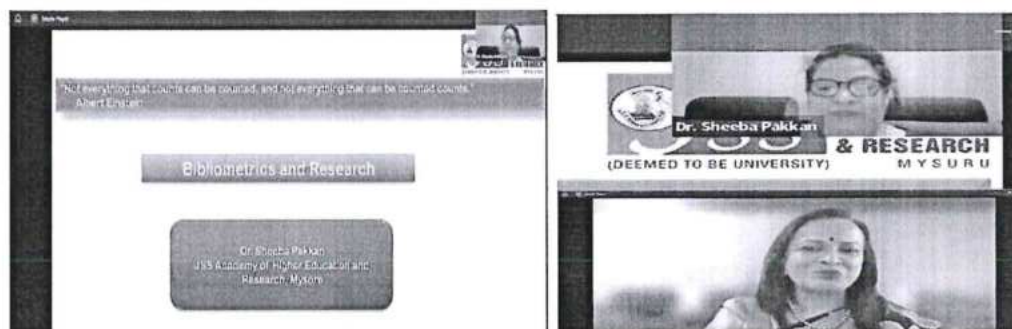 "Not everything that counts can be counted, and not everything that can be counted counts."
Albert Einstein
Bibliometrics and Research
Dr. Sheeba Pakkan
JSS Academy of Higher Education and
Research, Mysore
Dr. Sheeba Pakkan
& RESEARCH
(DEEMED TO BE UNIVERSITY) MYSURU